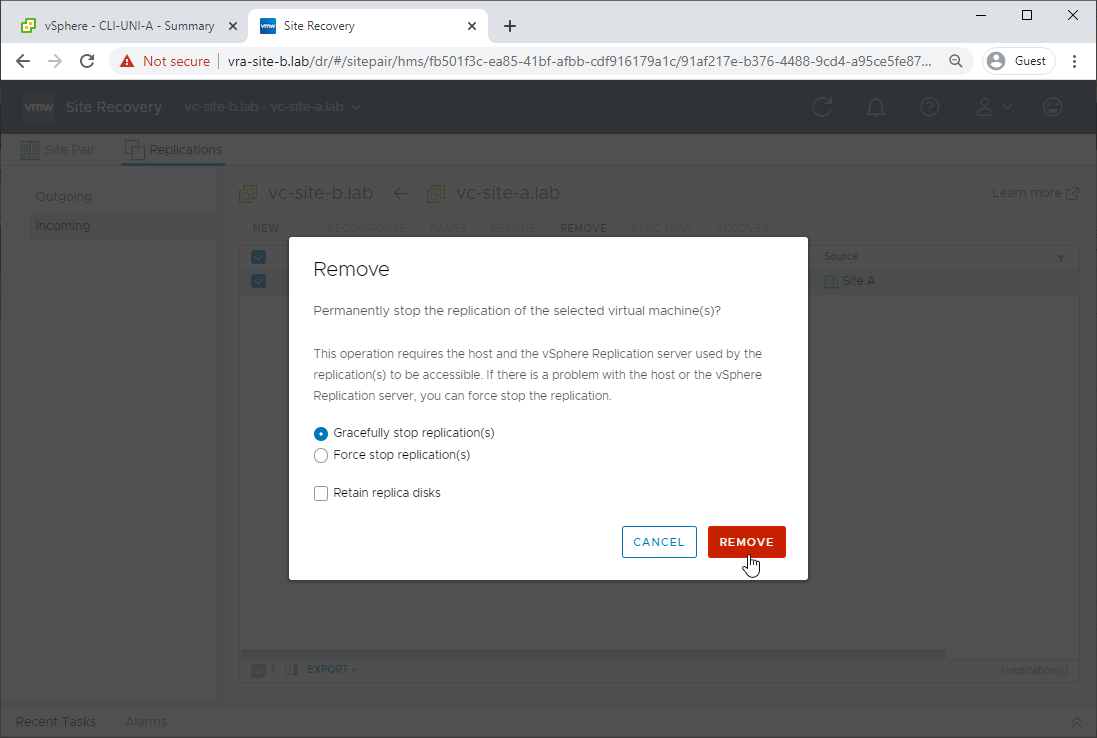 vSphere - CLI-UNI-A - Summary
vmw Site Recovery
Not secure vra-site-b.lab/dr/#/sitepair/hms/fb501f3c-ea85-41bf-afbb-cdf916179a1c/91af217e-b376-4488-9cd4-a95ce5fe87... Guest
vmw Site Recovery vc-site-b.lab - vc-site-a.lab
Site Pair Replications
Outgoing
Incoming
vc-site-b.lab vc-site-a.lab Learn more
NEW RECONFIGURE PAUSE RESUME REMOVE SYNC NOW RECOVER
Source
Site A
Remove
Permanently stop the replication of the selected virtual machine(s)?
This operation requires the host and the vSphere Replication server used by the
replication(s) to be accessible. If there is a problem with the host or the vSphere
Replication server, you can force stop the replication.
Gracefully stop replication(s)
Force stop replication(s)
Retain replica disks
CANCEL REMOVE
1 EXPORT 1 replication(s)
Recent Tasks Alarms